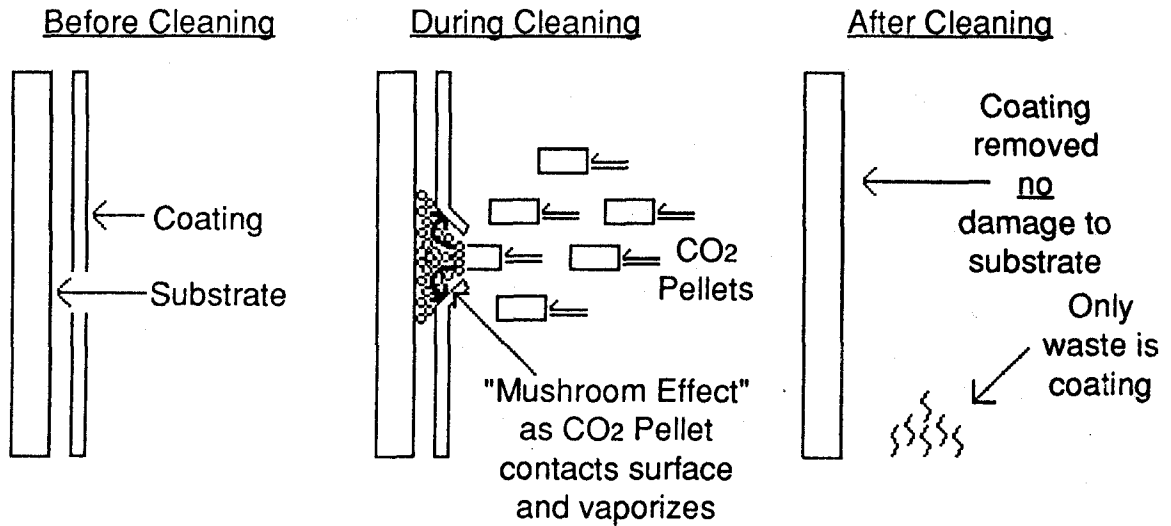 Before Cleaning
Coating
Substrate
During Cleaning
CO2
Pellets
"Mushroom Effect"
as CO2 Pellet
contacts surface
and vaporizes
After Cleaning
Coating
removed
no
damage to
substrate
Only
waste is
coating